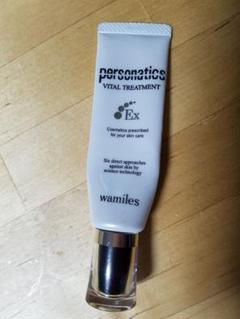 personatics
VITAL TREATMENT
Ex
Cosmetics prescribed
for your skin care
Six direct approaches
against skin by
science technology
wamiles